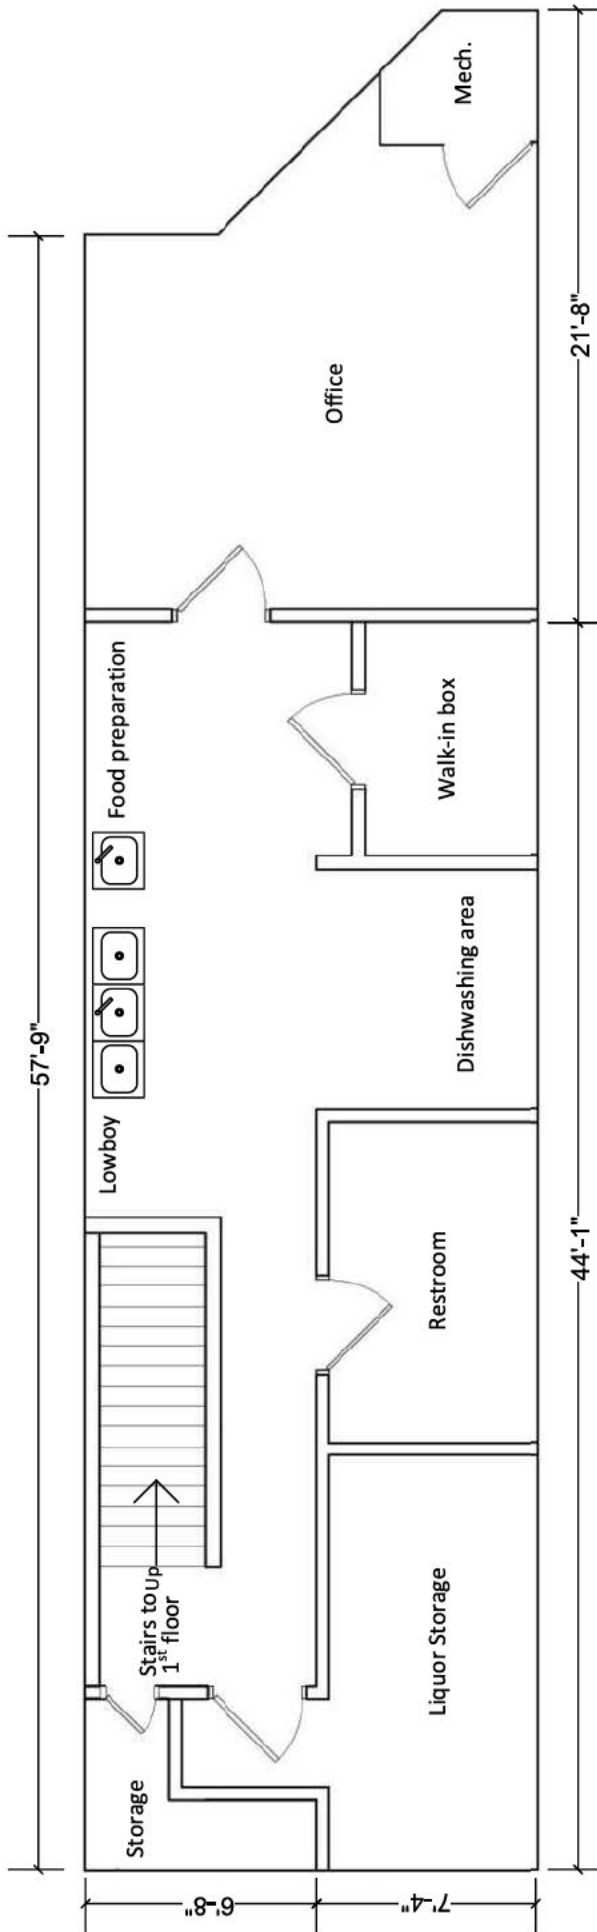 57'-9"
Storage
Stairs to Up
1st floor
Lowboy
Food preparation
Office
Mech.
Liquor Storage
Restroom
Dishwashing area
Walk-in box
6'-8"
7'-4"
44'-1"
21'-8"